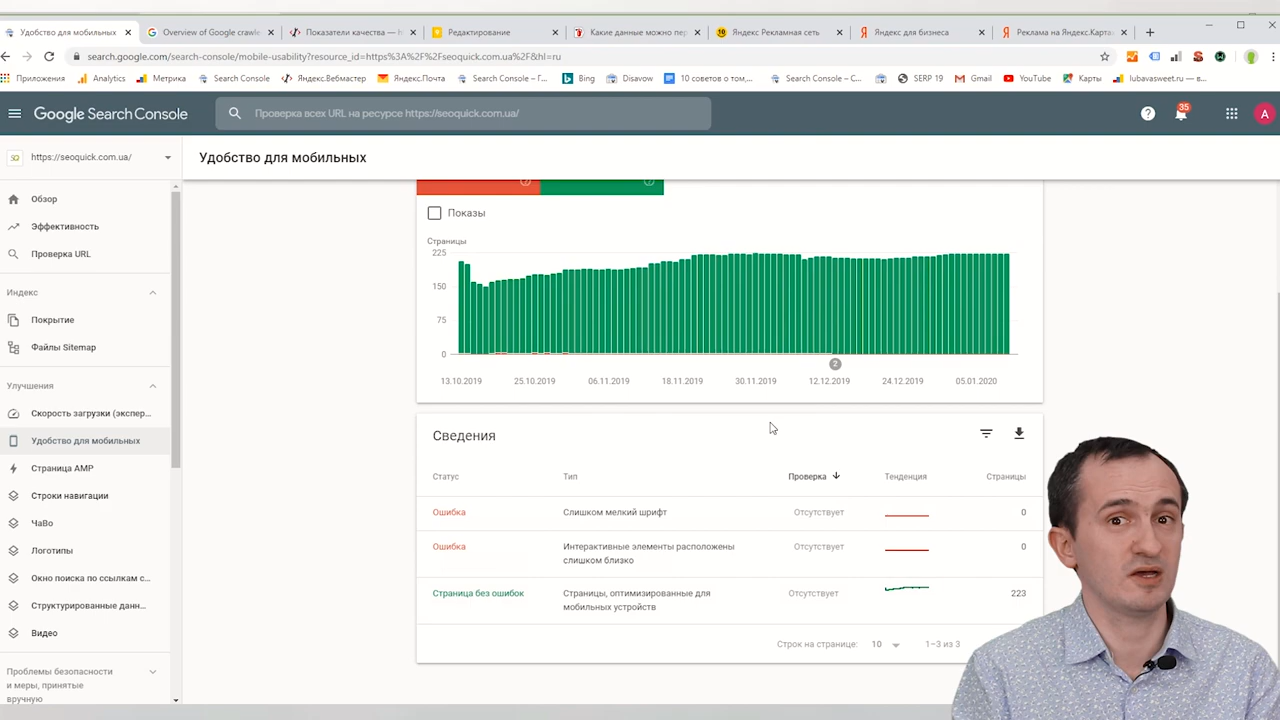 Удобство для мобильных
Overview of Google crawle
Показатели качества —
Редактирование
Какие данные можно пер
Яндекс Рекламная сеть
Яндекс для бизнеса
Реклама на Яндекс.Карта
search.google.com/search-console/mobile-usability?resource_id=https%3A%2F%2Fseoquick.com.ua%2F&hl=ru
Приложения
Analytics
Метрика
Search Console
Яндекс.Вебмастер
Яндекс.Почта
Search Console – Г...
Bing
Disavow
10 советов о том,...
Search Console – С...
SERP 19
Gmail
YouTube
Карты
lubavasweet.ru — в...
Google Search Console
Проверка всех URL на ресурсе https://seoquick.com.ua/
35
A
https://seoquick.com.ua/
Удобство для мобильных
Обзор
Эффективность
Проверка URL
Индекс
Покрытие
Файлы Sitemap
Улучшения
Скорость загрузки (экспер...
Удобство для мобильных
Страница AMP
Строки навигации
ЧаВо
Логотипы
Окно поиска по ссылкам с...
Структурированные данн...
Видео
Проблемы безопасности
и меры, принятые
вручную
Показы
Страницы
225
150
75
0
2
13.10.2019
25.10.2019
06.11.2019
18.11.2019
30.11.2019
12.12.2019
24.12.2019
05.01.2020
Сведения
Статус Тип Проверка Тенденция Страницы
Ошибка Слишком мелкий шрифт Отсутствует 0
Ошибка Интерактивные элементы расположены Отсутствует 0
слишком близко
Страница без ошибок Страницы, оптимизированные для Отсутствует 223
мобильных устройств
Строк на странице: 10 1–3 из 3